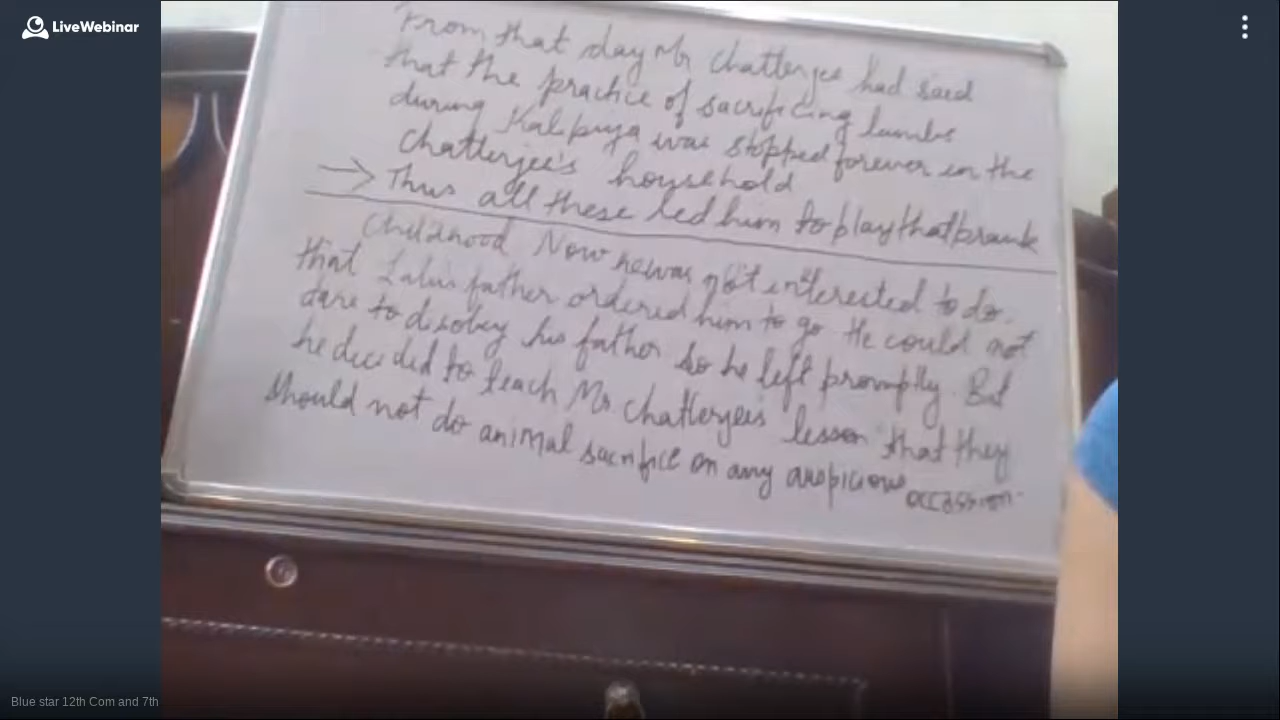 LiveWebinar
From that day Mr Chatterjee had said
that the practice of sacrificing lambs
during Kalipuja was stopped forever in the
Chatterjee's household
→ Thus all these led him to play that prank
Childhood Now he was not interested to do.
that Lalu's father ordered him to go He could not
dare to disobey his father So he left promptly. But
he decided to teach Mr Chatterjee's lesson that they
should not do animal sacrifice on any auspicious occassion.
Blue star 12th Com and 7th